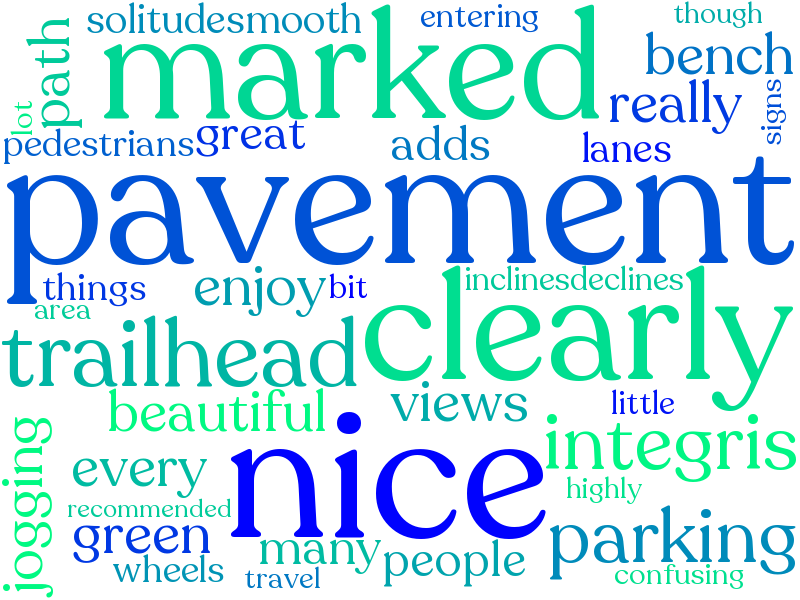 solitudesmooth
entering
though
path
marked
bench
lot
really
signs
pedestrians
great
adds
lanes
pavement
things
enjoy
bit
inclinesdeclines
area
trailhead
clearly
beautiful
views
little
jogging
every
nice
integris
recommended
highly
green
many
people
parking
wheels
travel
confusing